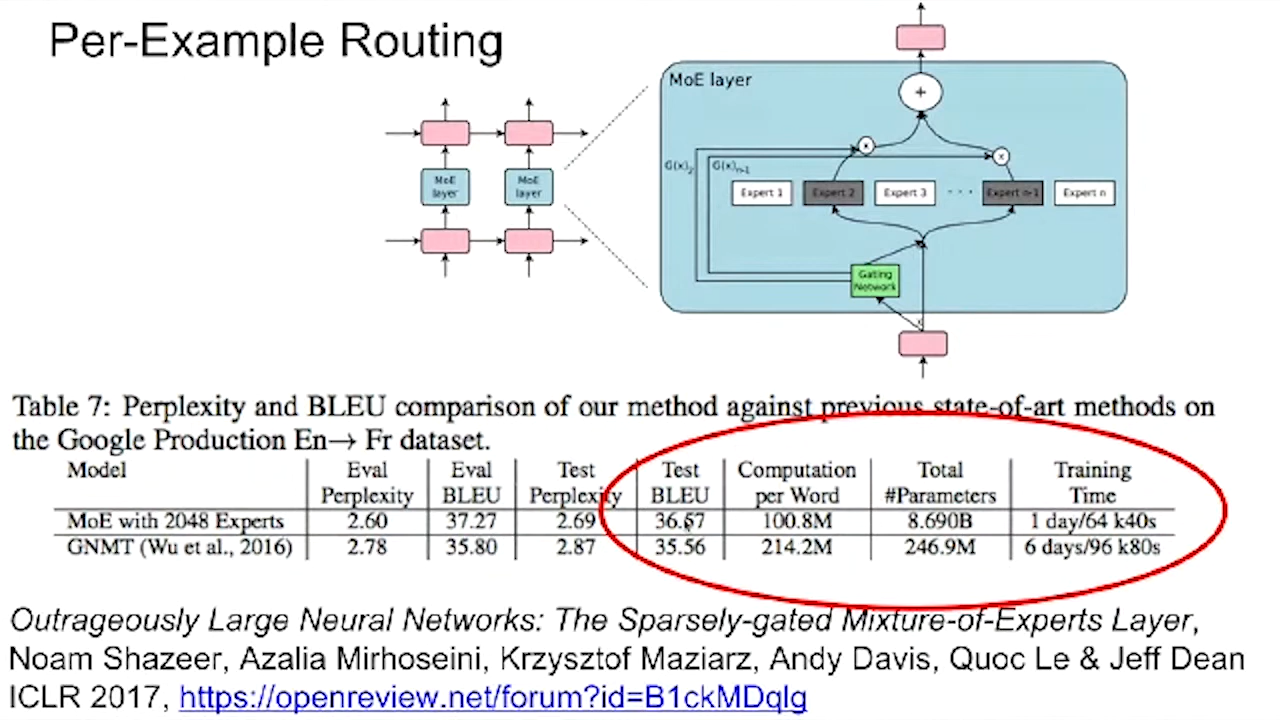 Per-Example Routing
MoE layer
MoE layer
MoE layer
G(x)2
G(x)n-1
Expert 1
Expert 2
Expert 3
. . .
Expert n-1
Expert n
Gating
Network
Table 7: Perplexity and BLEU comparison of our method against previous state-of-art methods on
the Google Production En→ Fr dataset.
Model Eval Perplexity Eval BLEU Test Perplexity Test BLEU Computation per Word Total #Parameters Training Time
MoE with 2048 Experts 2.60 37.27 2.69 36.57 100.8M 8.690B 1 day/64 k40s
GNMT (Wu et al., 2016) 2.78 35.80 2.87 35.56 214.2M 246.9M 6 days/96 k80s
Outrageously Large Neural Networks: The Sparsely-gated Mixture-of-Experts Layer,
Noam Shazeer, Azalia Mirhoseini, Krzysztof Maziarz, Andy Davis, Quoc Le & Jeff Dean
ICLR 2017, https://openreview.net/forum?id=B1ckMDqlg